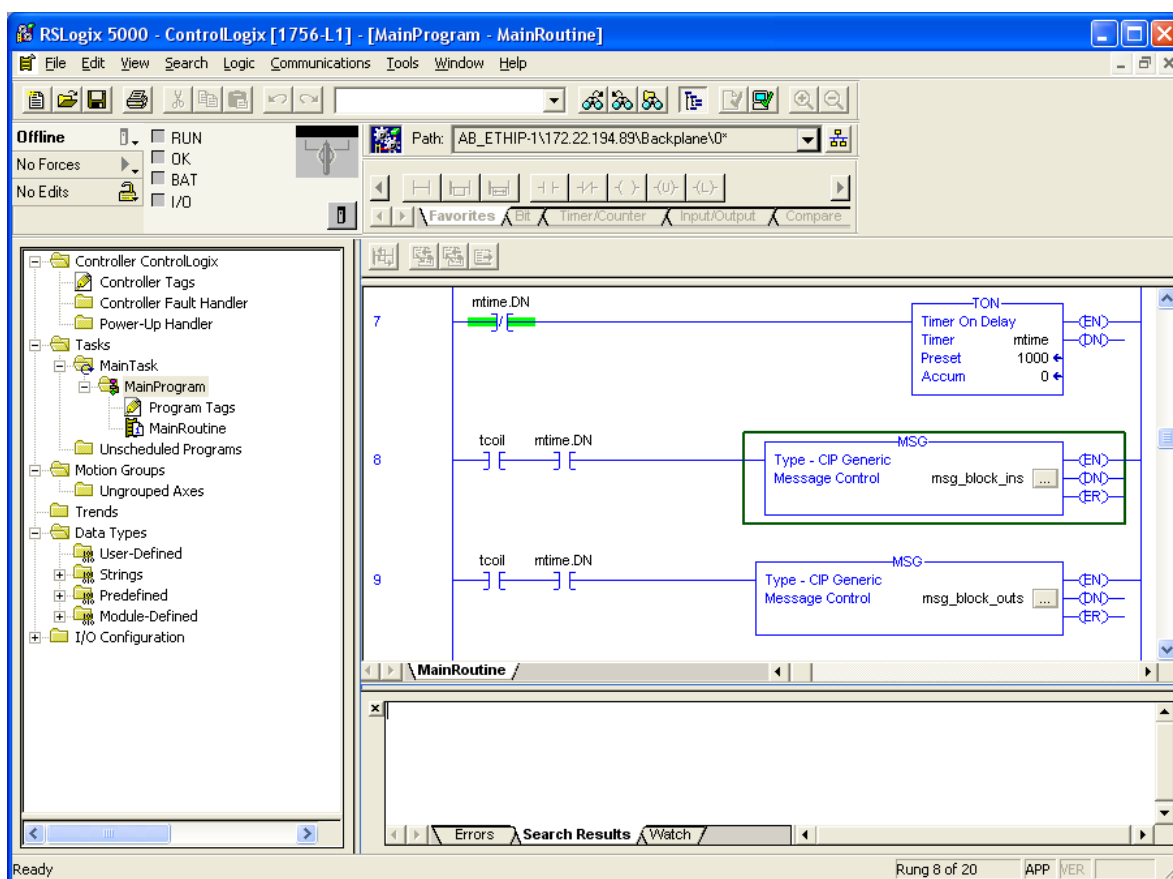 RSLogix 5000 - ControlLogix [1756-L1] - [MainProgram - MainRoutine]
File Edit View Search Logic Communications Tools Window Help
Offline
RUN
No Forces
OK
No Edits
BAT
I/O
Path: AB_ETHIP-1\172.22.194.89\Backplane\0*
Favorites Bit Timer/Counter Input/Output Compare
Controller ControlLogix
Controller Tags
Controller Fault Handler
Power-Up Handler
Tasks
MainTask
MainProgram
Program Tags
MainRoutine
Unscheduled Programs
Motion Groups
Ungrouped Axes
Trends
Data Types
User-Defined
Strings
Predefined
Module-Defined
I/O Configuration
7
mtime.DN
TON
Timer On Delay
Timer mtime
Preset 1000
Accum 0
(EN)
(DN)
8
tcoil mtime.DN
MSG
Type - CIP Generic
Message Control msg_block_ins ...
(EN)
(DN)
(ER)
9
tcoil mtime.DN
MSG
Type - CIP Generic
Message Control msg_block_outs ...
(EN)
(DN)
(ER)
MainRoutine
Errors Search Results Watch
Ready
Rung 8 of 20 APP VER